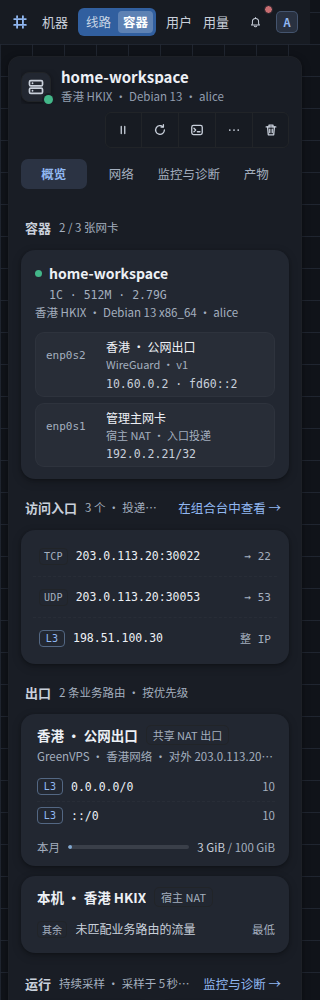 机器 线路 容器 用户 用量 A
home-workspace
香港 HKIX • Debian 13 • alice
概览 网络 监控与诊断 产物
容器 2 / 3 张网卡
home-workspace
1C · 512M · 2.79G
香港 HKIX • Debian 13 x86_64 • alice
enp0s2 香港 • 公网出口
WireGuard • v1
10.60.0.2 · fd60::2
enp0s1 管理主网卡
宿主 NAT • 入口投递
192.0.2.21/32
访问入口 3 个 • 投递… 在组合台中查看 →
TCP 203.0.113.20:30022 → 22
UDP 203.0.113.20:30053 → 53
L3 198.51.100.30 整 IP
出口 2 条业务路由 • 按优先级
香港 • 公网出口 共享 NAT 出口
GreenVPS • 香港网络 • 对外 203.0.113.20…
L3 0.0.0.0/0 10
L3 ::/0 10
本月 3 GiB / 100 GiB
本机 • 香港 HKIX 宿主 NAT
其余 未匹配业务路由的流量 最低
运行 持续采样 • 采样于 5 秒… 监控与诊断 →